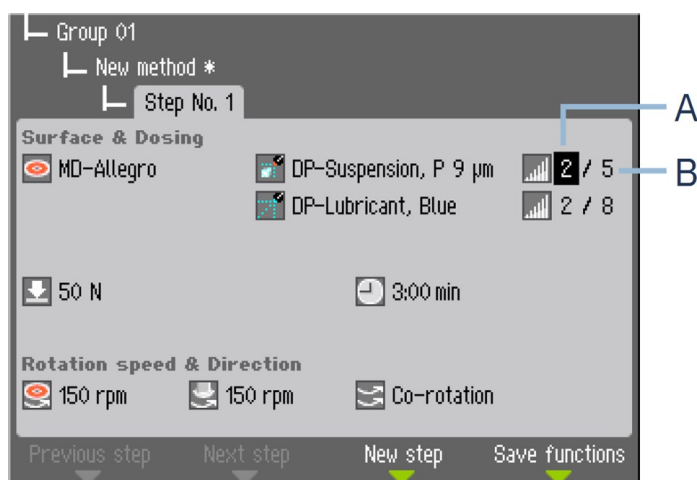 Group 01
New method *
Step No. 1
A
Surface & Dosing
MD-Allegro DP-Suspension, P 9 µm 2 / 5 B
DP-Lubricant, Blue 2 / 8
50 N 3:00 min
Rotation speed & Direction
150 rpm 150 rpm Co-rotation
Previous step Next step New step Save functions